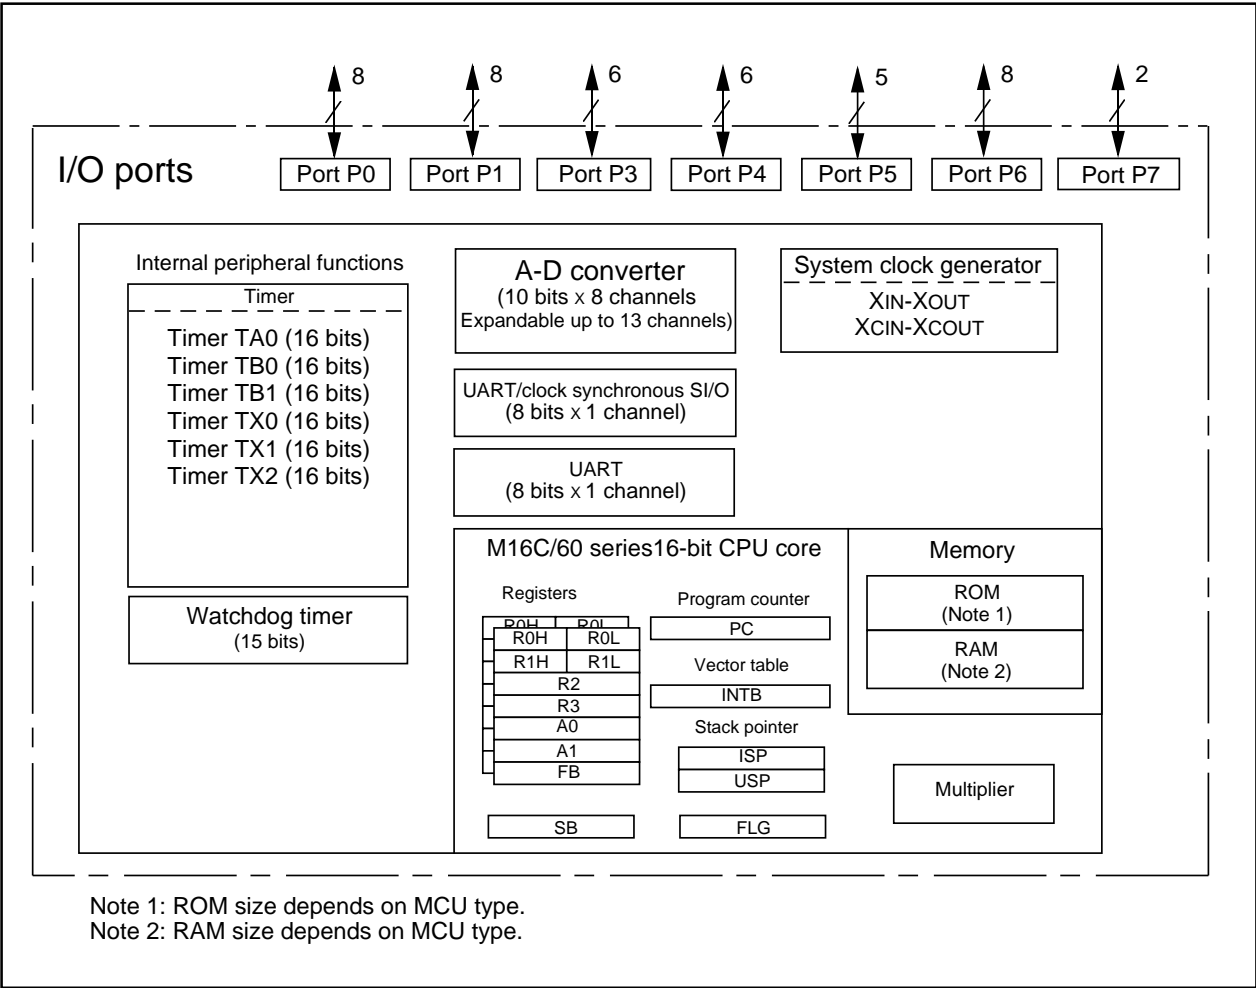 8 8 6 6 5 8 2
I/O ports
Port P0 Port P1 Port P3 Port P4 Port P5 Port P6 Port P7
Internal peripheral functions
Timer
Timer TA0 (16 bits)
Timer TB0 (16 bits)
Timer TB1 (16 bits)
Timer TX0 (16 bits)
Timer TX1 (16 bits)
Timer TX2 (16 bits)
Watchdog timer
(15 bits)
A-D converter
(10 bits x 8 channels
Expandable up to 13 channels)
UART/clock synchronous SI/O
(8 bits x 1 channel)
UART
(8 bits x 1 channel)
System clock generator
XIN-XOUT
XCIN-XCOUT
M16C/60 series16-bit CPU core
Registers
R0H R0L
R0H R0L
R1H R1L
R2
R3
A0
A1
FB
SB
Program counter
PC
Vector table
INTB
Stack pointer
ISP
USP
FLG
Memory
ROM
(Note 1)
RAM
(Note 2)
Multiplier
Note 1: ROM size depends on MCU type.
Note 2: RAM size depends on MCU type.